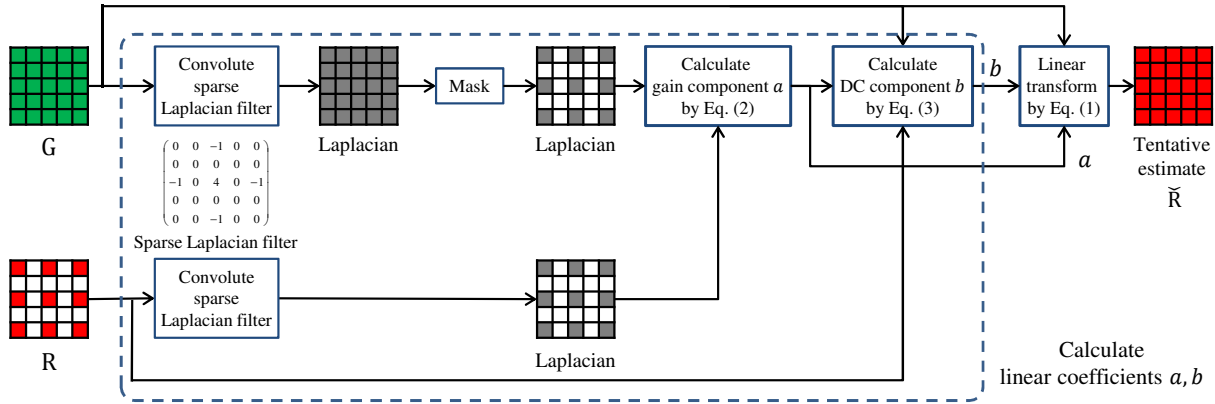 G
Convolute
sparse
Laplacian filter
Laplacian
Mask
Laplacian
Calculate
gain component a
by Eq. (2)
Calculate
DC component b
by Eq. (3)
b
Linear
transform
by Eq. (1)
a
Tentative
estimate
Ř
0 0 −1 0 0
0 0 0 0 0
−1 0 4 0 −1
0 0 0 0 0
0 0 −1 0 0
Sparse Laplacian filter
R
Convolute
sparse
Laplacian filter
Laplacian
Calculate
linear coefficients a, b